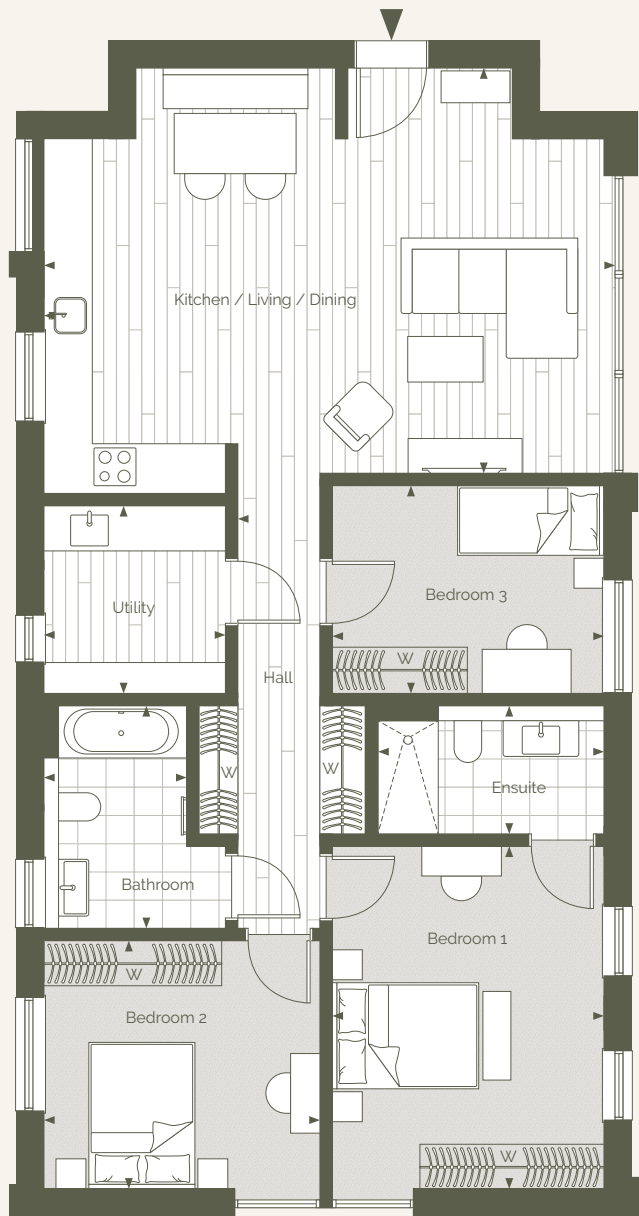 Kitchen / Living / Dining
Bedroom 3
Utility
W
Hall
W
W
Ensuite
Bathroom
Bedroom 1
W
Bedroom 2
W